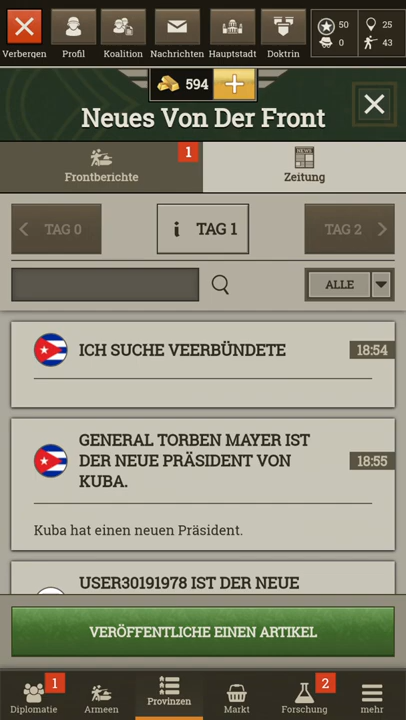 Verbergen
Profil
Koalition
Nachrichten
Hauptstadt
Doktrin
50
25
0
43
594
Neues Von Der Front
Frontberichte
1
NEWS
Zeitung
TAG 0
i TAG 1
TAG 2
ALLE
ICH SUCHE VEERBÜNDETE
18:54
GENERAL TORBEN MAYER IST
DER NEUE PRÄSIDENT VON
KUBA.
18:55
Kuba hat einen neuen Präsident.
USER30191978 IST DER NEUE
VERÖFFENTLICHE EINEN ARTIKEL
1
2
Diplomatie
Armeen
Provinzen
Markt
Forschung
mehr